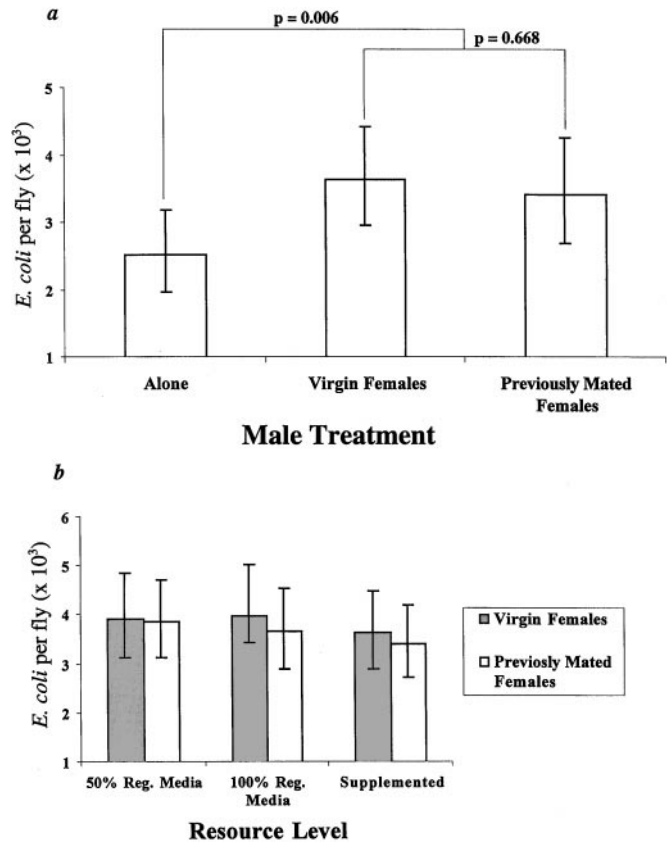 a
p = 0.006
p = 0.668
5
4
3
2
1
E. coli per fly (x 10³)
Alone
Virgin Females
Previously Mated
Females
Male Treatment
b
6
5
4
3
2
1
E. coli per fly (x 10³)
50% Reg. Media
100% Reg.
Media
Supplemented
Resource Level
Virgin Females
Previosly Mated
Females